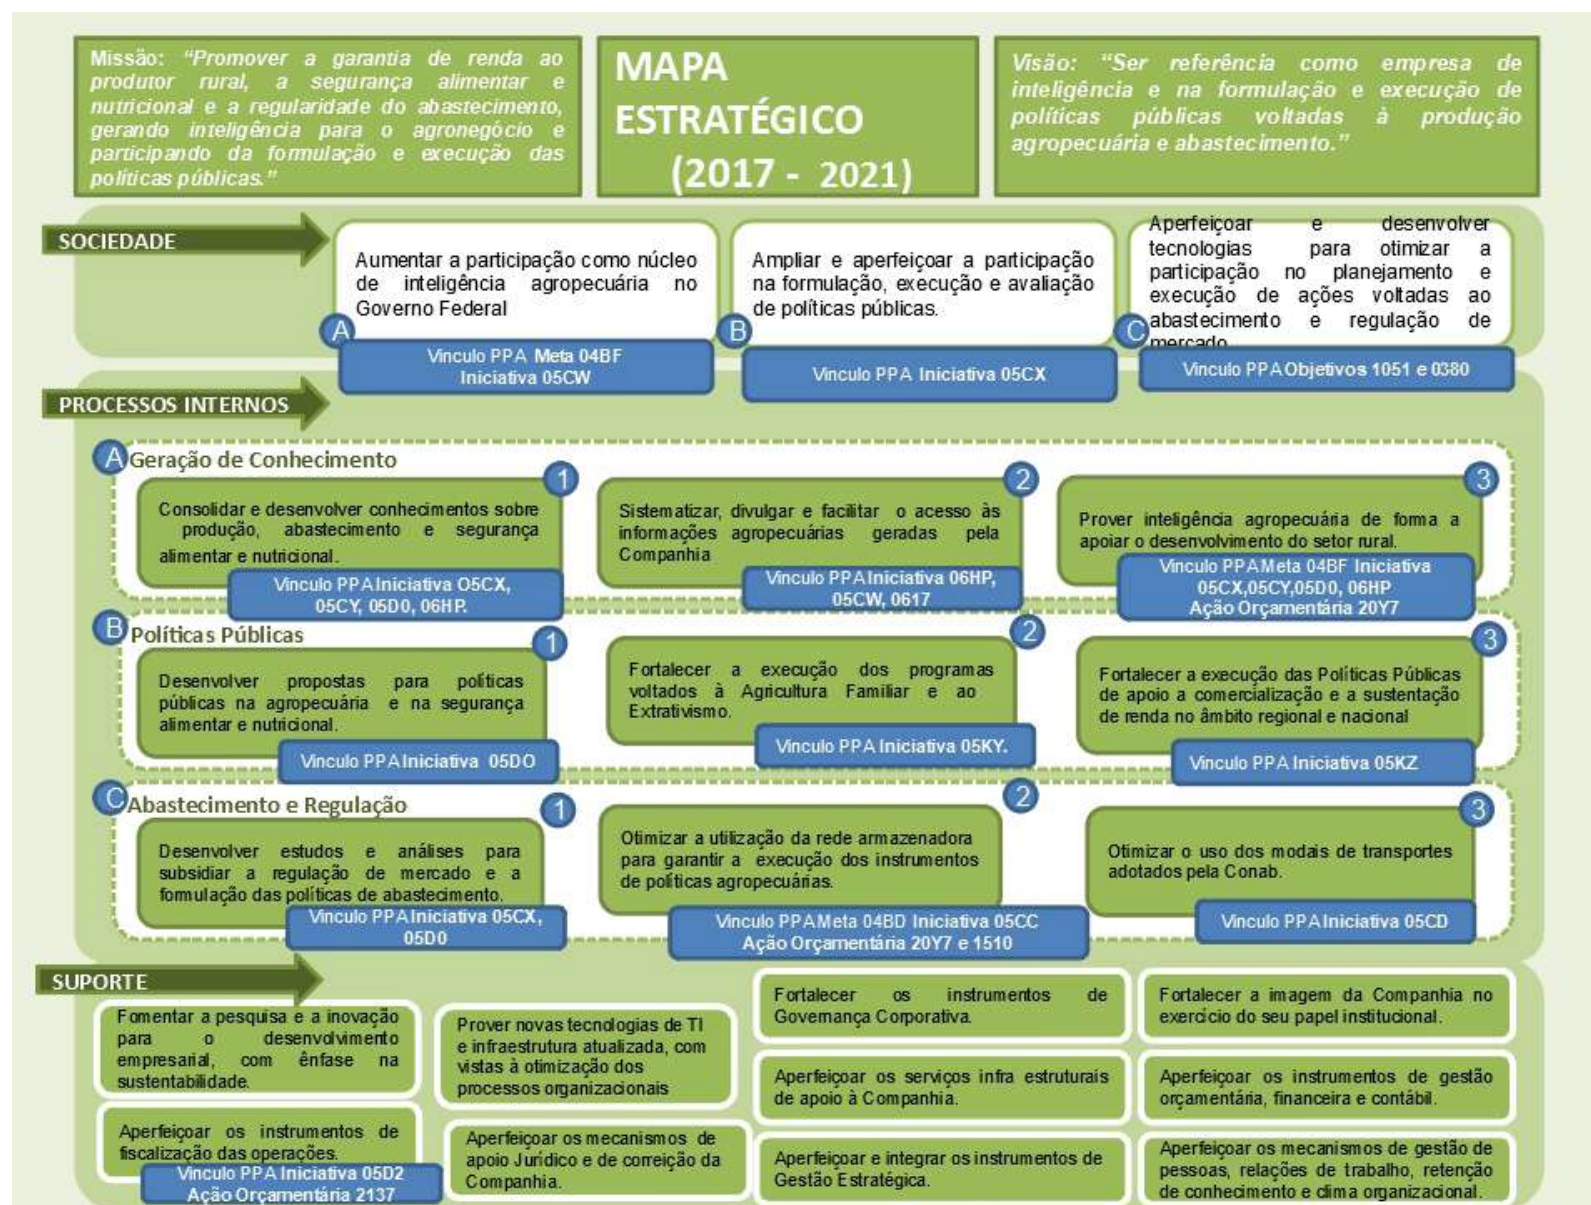 Missão: “Promover a garantia de renda ao
produtor rural, a segurança alimentar e
nutricional e a regularidade do abastecimento,
gerando inteligência para o agronegócio e
participando da formulação e execução das
políticas públicas.”
MAPA
ESTRATÉGICO
(2017 - 2021)
Visão: “Ser referência como empresa de
inteligência e na formulação e execução de
políticas públicas voltadas à produção
agropecuária e abastecimento.”
SOCIEDADE
Aumentar a participação como núcleo
de inteligência agropecuária no
Governo Federal
A
Vinculo PPA Meta 04BF
Iniciativa 05CW
Ampliar e aperfeiçoar a participação
na formulação, execução e avaliação
de políticas públicas.
B
Vinculo PPA Iniciativa 05CX
Aperfeiçoar e desenvolver
tecnologias para otimizar a
participação no planejamento e
execução de ações voltadas ao
abastecimento e regulação de
mercado
C
Vinculo PPA Objetivos 1051 e 0380
PROCESSOS INTERNOS
A Geração de Conhecimento
1
Consolidar e desenvolver conhecimentos sobre
produção, abastecimento e segurança
alimentar e nutricional.
Vinculo PPA Iniciativa O5CX,
05CY, 05D0, 06HP.
2
Sistematizar, divulgar e facilitar o acesso às
informações agropecuárias geradas pela
Companhia
Vinculo PPA Iniciativa 06HP,
05CW, 0617
3
Prover inteligência agropecuária de forma a
apoiar o desenvolvimento do setor rural.
Vinculo PPA Meta 04BF Iniciativa
05CX,05CY,05D0, 06HP
Ação Orçamentária 20Y7
B Políticas Públicas
1
Desenvolver propostas para políticas
públicas na agropecuária e na segurança
alimentar e nutricional.
Vinculo PPA Iniciativa 05DO
2
Fortalecer a execução dos programas
voltados à Agricultura Familiar e ao
Extrativismo.
Vinculo PPA Iniciativa 05KY.
3
Fortalecer a execução das Políticas Públicas
de apoio a comercialização e a sustentação
de renda no âmbito regional e nacional
Vinculo PPA Iniciativa 05KZ
C Abastecimento e Regulação
1
Desenvolver estudos e análises para
subsidiar a regulação de mercado e a
formulação das políticas de abastecimento.
Vinculo PPA Iniciativa 05CX,
05D0
2
Otimizar a utilização da rede armazenadora
para garantir a execução dos instrumentos
de políticas agropecuárias.
Vinculo PPA Meta 04BD Iniciativa 05CC
Ação Orçamentária 20Y7 e 1510
3
Otimizar o uso dos modais de transportes
adotados pela Conab.
Vinculo PPA Iniciativa 05CD
SUPORTE
Fomentar a pesquisa e a inovação
para o desenvolvimento
empresarial, com ênfase na
sustentabilidade.
Aperfeiçoar os instrumentos de
fiscalização das operações.
Vinculo PPA Iniciativa 05D2
Ação Orçamentária 2137
Prover novas tecnologias de TI
e infraestrutura atualizada, com
vistas à otimização dos
processos organizacionais
Aperfeiçoar os mecanismos de
apoio Jurídico e de correição da
Companhia.
Fortalecer os instrumentos de
Governança Corporativa.
Aperfeiçoar os serviços infra estruturais
de apoio à Companhia.
Aperfeiçoar e integrar os instrumentos de
Gestão Estratégica.
Fortalecer a imagem da Companhia no
exercício do seu papel institucional.
Aperfeiçoar os instrumentos de gestão
orçamentária, financeira e contábil.
Aperfeiçoar os mecanismos de gestão de
pessoas, relações de trabalho, retenção
de conhecimento e clima organizacional.